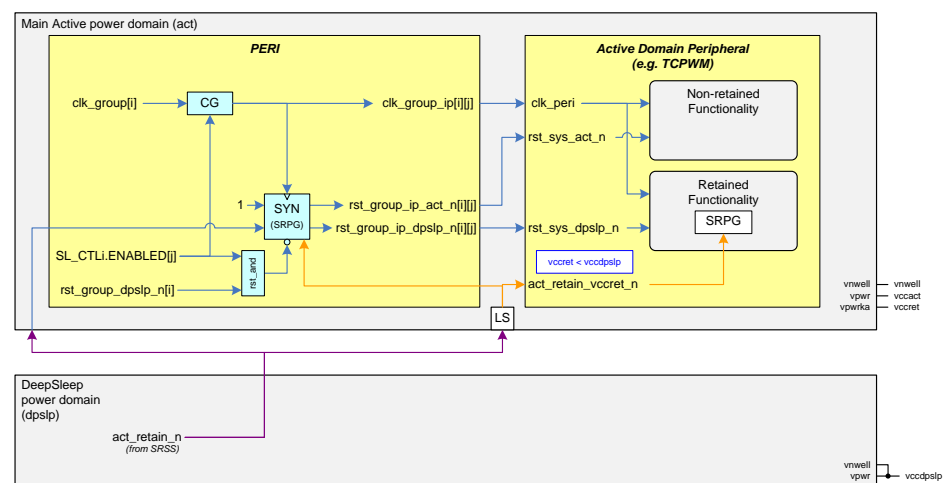 Main Active power domain (act)
PERI
clk_group[i]
CG
clk_group_ip[i][j]
1
SYN
(SRPG)
rst_group_ip_act_n[i][j]
rst_group_ip_dpslp_n[i][j]
SL_CTLi.ENABLED[j]
rst_and
rst_group_dpslp_n[i]
Active Domain Peripheral
(e.g. TCPWM)
clk_peri
rst_sys_act_n
Non-retained
Functionality
Retained
Functionality
SRPG
rst_sys_dpslp_n
vccret < vccdpslp
act_retain_vccret_n
LS
vnwell vnwell
vpwr vccact
vpwrka vccret
DeepSleep
power domain
(dpslp)
act_retain_n
(from SRSS)
vnwell
vpwr vccdpslp